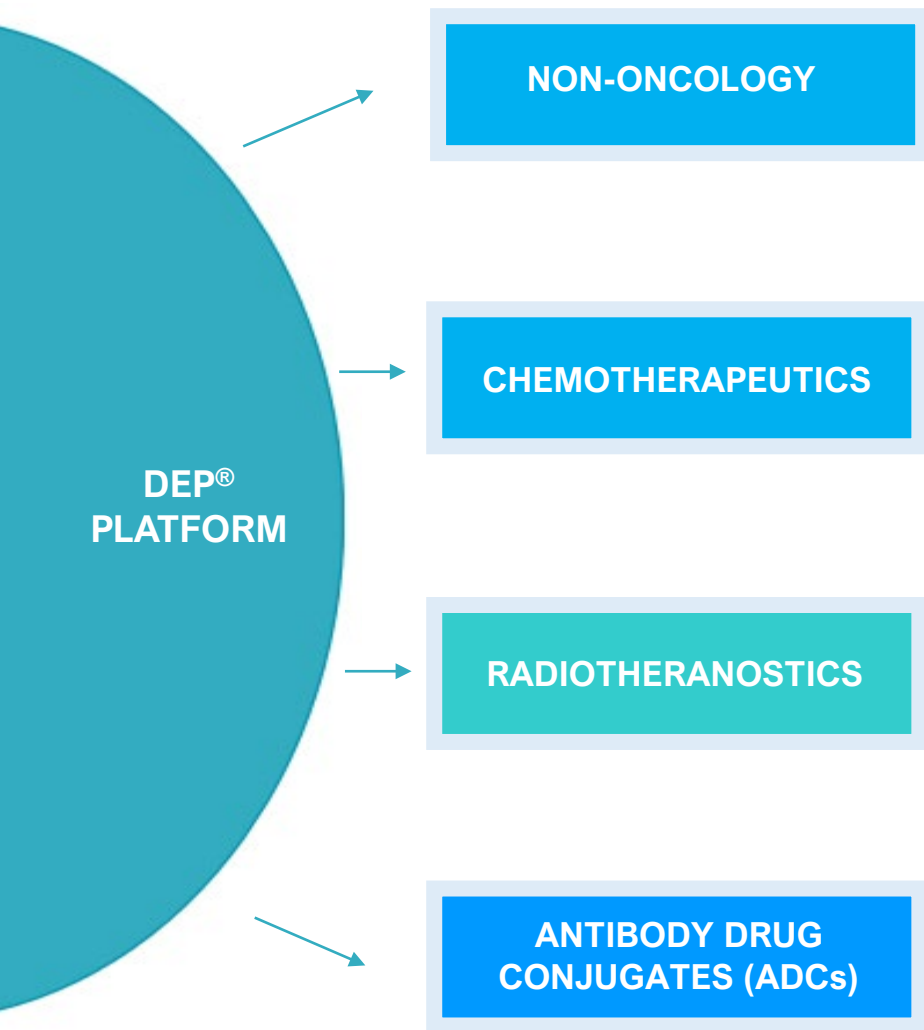 NON-ONCOLOGY
CHEMOTHERAPEUTICS
DEP®
PLATFORM
RADIOTHERANOSTICS
ANTIBODY DRUG
CONJUGATES (ADCs)